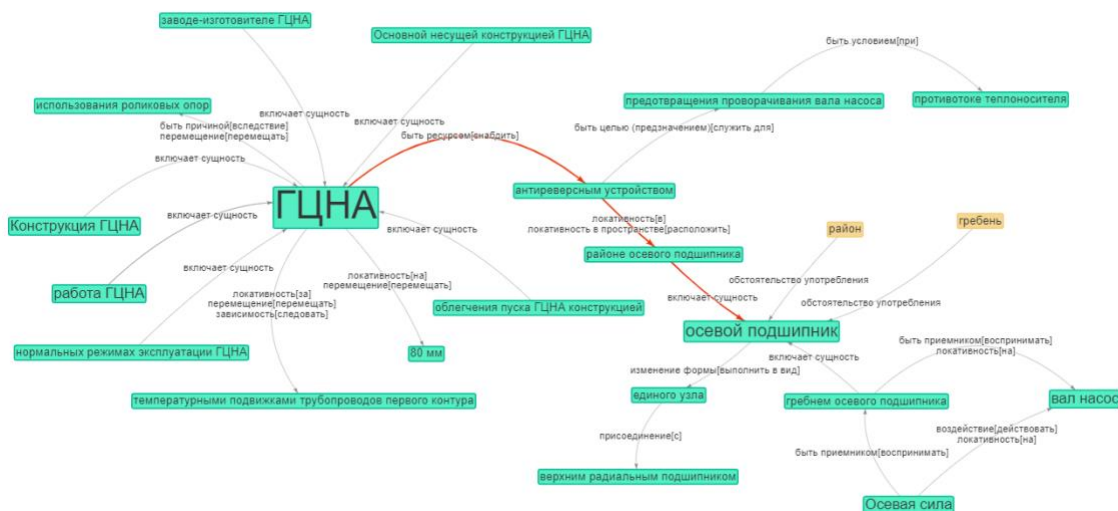 заводе-изготовителе ГЦНА
Основной несущей конструкцией ГЦНА
быть условием[при]
использования роликовых опор
предотвращения проворачивания вала насоса
противотоке теплоносителя
включает сущность
быть причиной[вследствие]
перемещение[перемещать]
включает сущность
быть ресурсом[снабдить]
быть целью (предзначением)[служить для]
включает сущность
ГЦНА
антиреверсным устройством
Конструкция ГЦНА
включает сущность
включает сущность
локативность[в]
локативность в пространстве[расположить]
район
гребень
районе осевого подшипника
включает сущность
локативность[на]
перемещение[перемещать]
обстоятельство употребления
работа ГЦНА
локативность[за]
перемещение[перемещать]
зависимость[следовать]
облегчения пуска ГЦНА конструкцией
включает сущность
обстоятельство употребления
осевой подшипник
нормальных режимах эксплуатации ГЦНА
80 мм
включает сущность
быть приемником[воспринимать]
локативность[на]
изменение формы[выполнить в вид]
температурными подвижками трубопроводов первого контура
единого узла
гребнем осевого подшипника
вал насос
присоединение[с]
воздействие[действовать]
локативность[на]
быть приемником[воспринимать]
верхним радиальным подшипником
Осевая сила